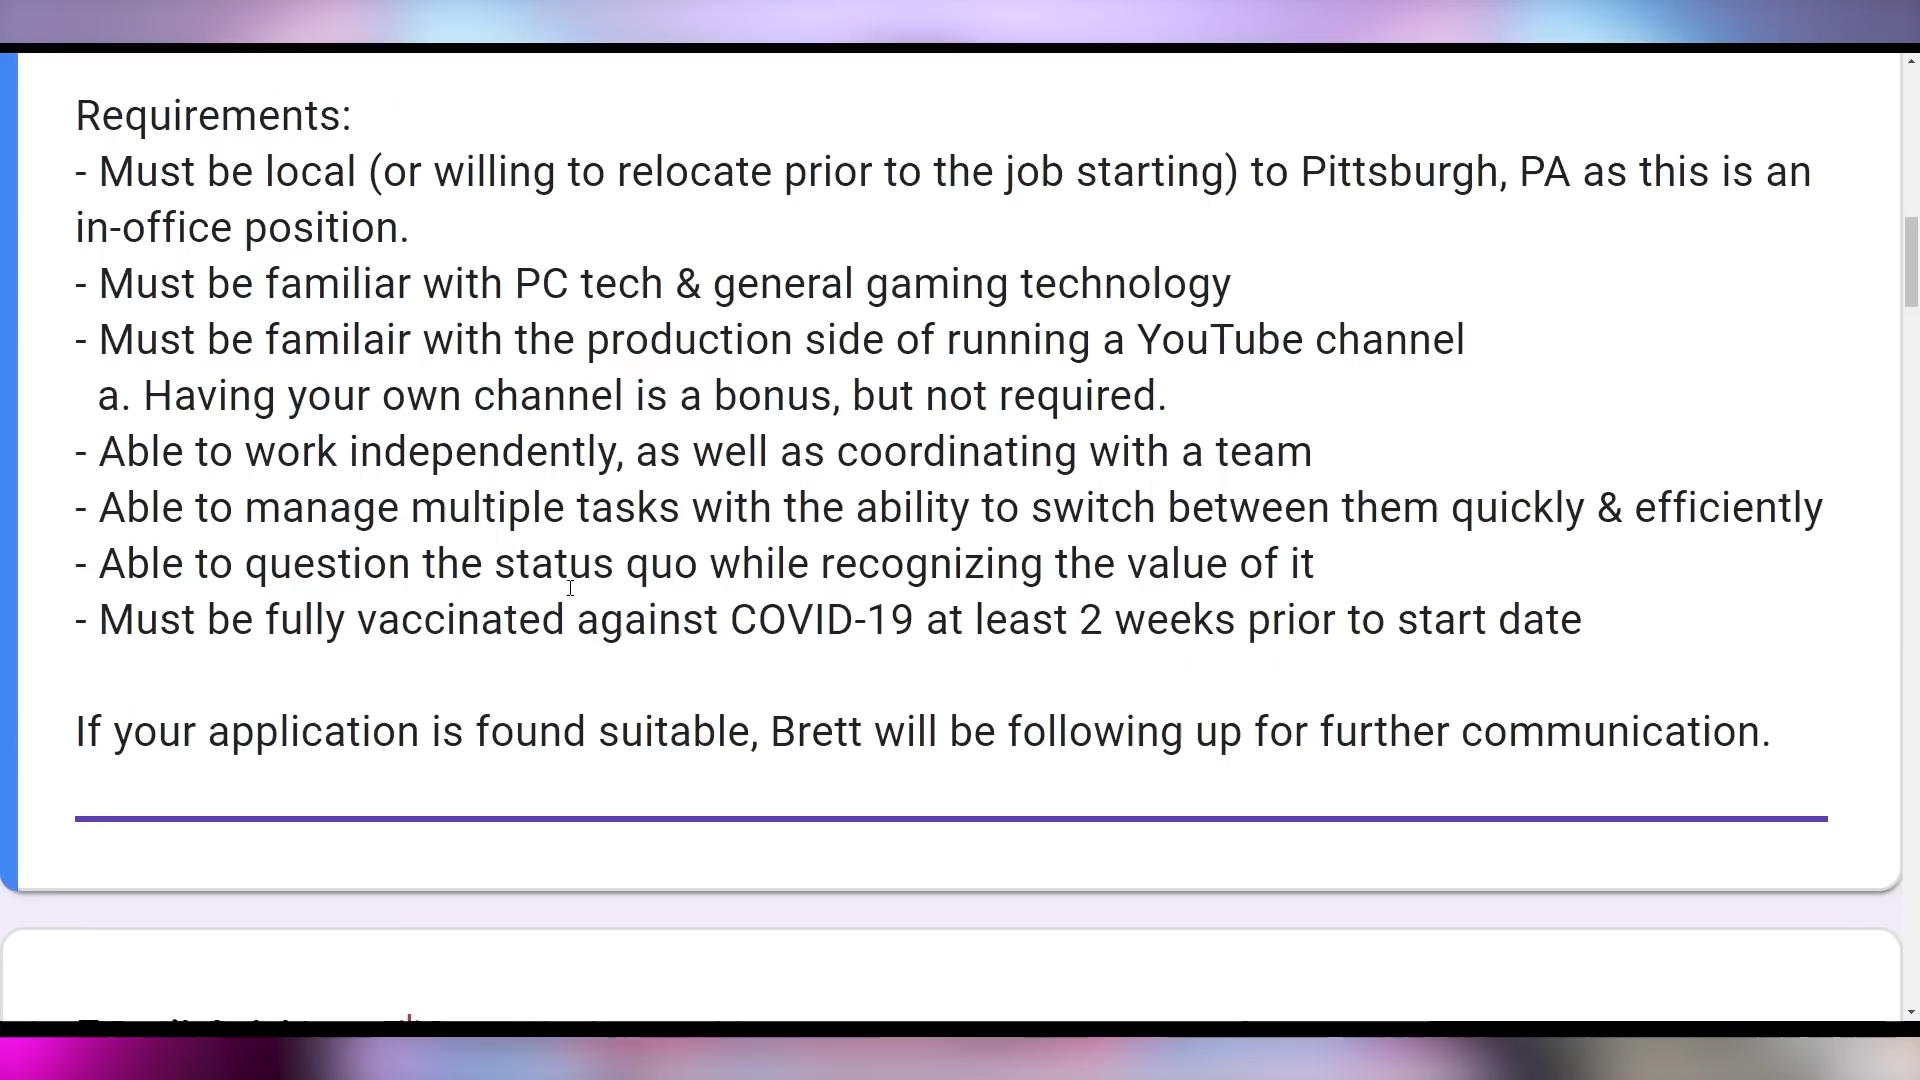 Requirements:
- Must be local (or willing to relocate prior to the job starting) to Pittsburgh, PA as this is an
in-office position.
- Must be familiar with PC tech & general gaming technology
- Must be familair with the production side of running a YouTube channel
a. Having your own channel is a bonus, but not required.
- Able to work independently, as well as coordinating with a team
- Able to manage multiple tasks with the ability to switch between them quickly & efficiently
- Able to question the status quo while recognizing the value of it
- Must be fully vaccinated against COVID-19 at least 2 weeks prior to start date
If your application is found suitable, Brett will be following up for further communication.